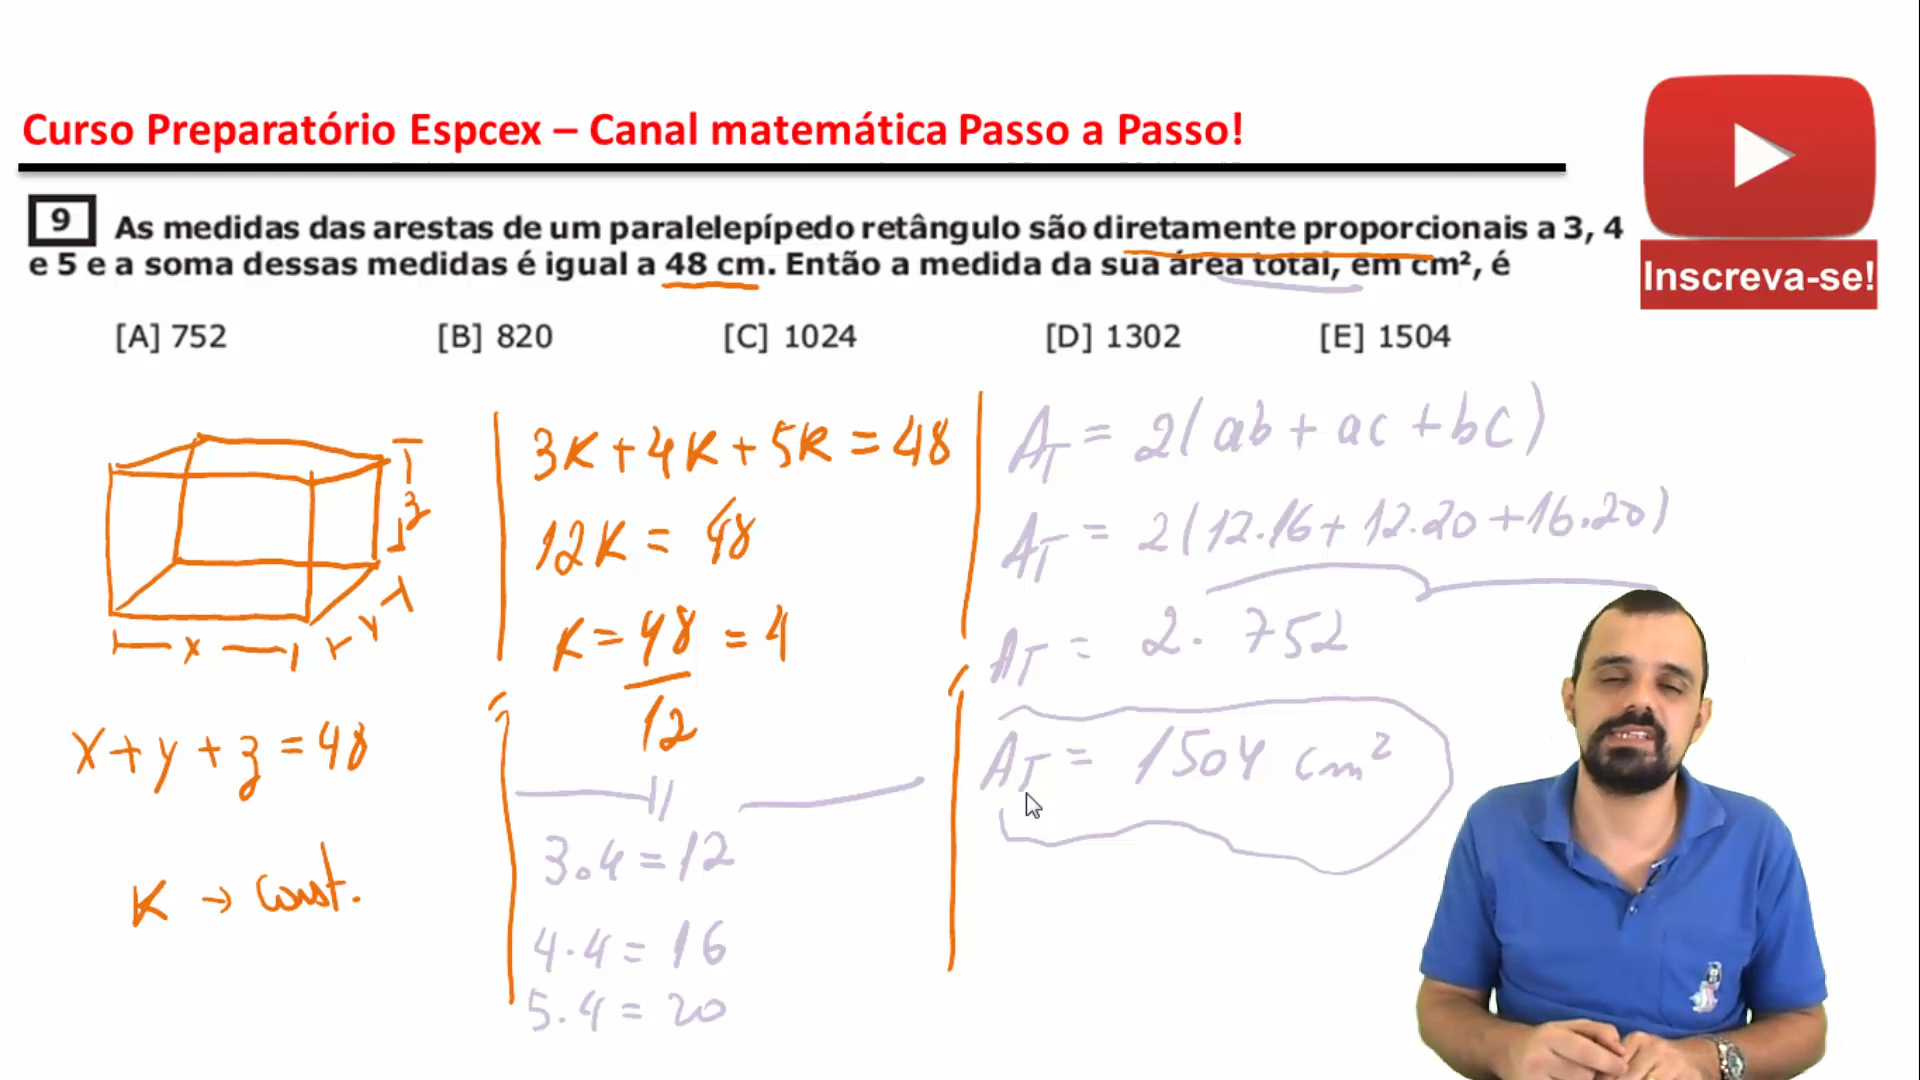 Curso Preparatório Espcex – Canal matemática Passo a Passo!
Inscreva-se!
9 As medidas das arestas de um paralelepípedo retângulo são diretamente proporcionais a 3, 4
e 5 e a soma dessas medidas é igual a 48 cm. Então a medida da sua área total, em cm², é
[A] 752 [B] 820 [C] 1024 [D] 1302 [E] 1504
z
y
x
x+y+z=48
K → const.
3K+4K+5K=48
12K = 48
K = 48/12 = 4
3.4=12
4.4=16
5.4=20
AT = 2(ab+ac+bc)
AT = 2(12.16+12.20+16.20)
AT = 2. 752
AT = 1504 cm²